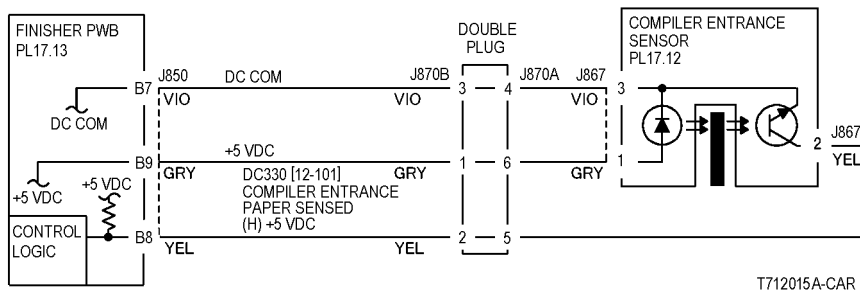 FINISHER PWB
PL17.13
DC COM
+5 VDC
+5 VDC
CONTROL
LOGIC
B7
B9
B8
J850
DC COM
VIO
VIO
J870B
+5 VDC
GRY
GRY
DC330 [12-101]
COMPILER ENTRANCE
PAPER SENSED
(H) +5 VDC
YEL
YEL
DOUBLE
PLUG
3
4
1
6
2
5
J870A
J867
VIO
GRY
COMPILER ENTRANCE
SENSOR
PL17.12
3
1
2
J867
YEL
T712015A-CAR